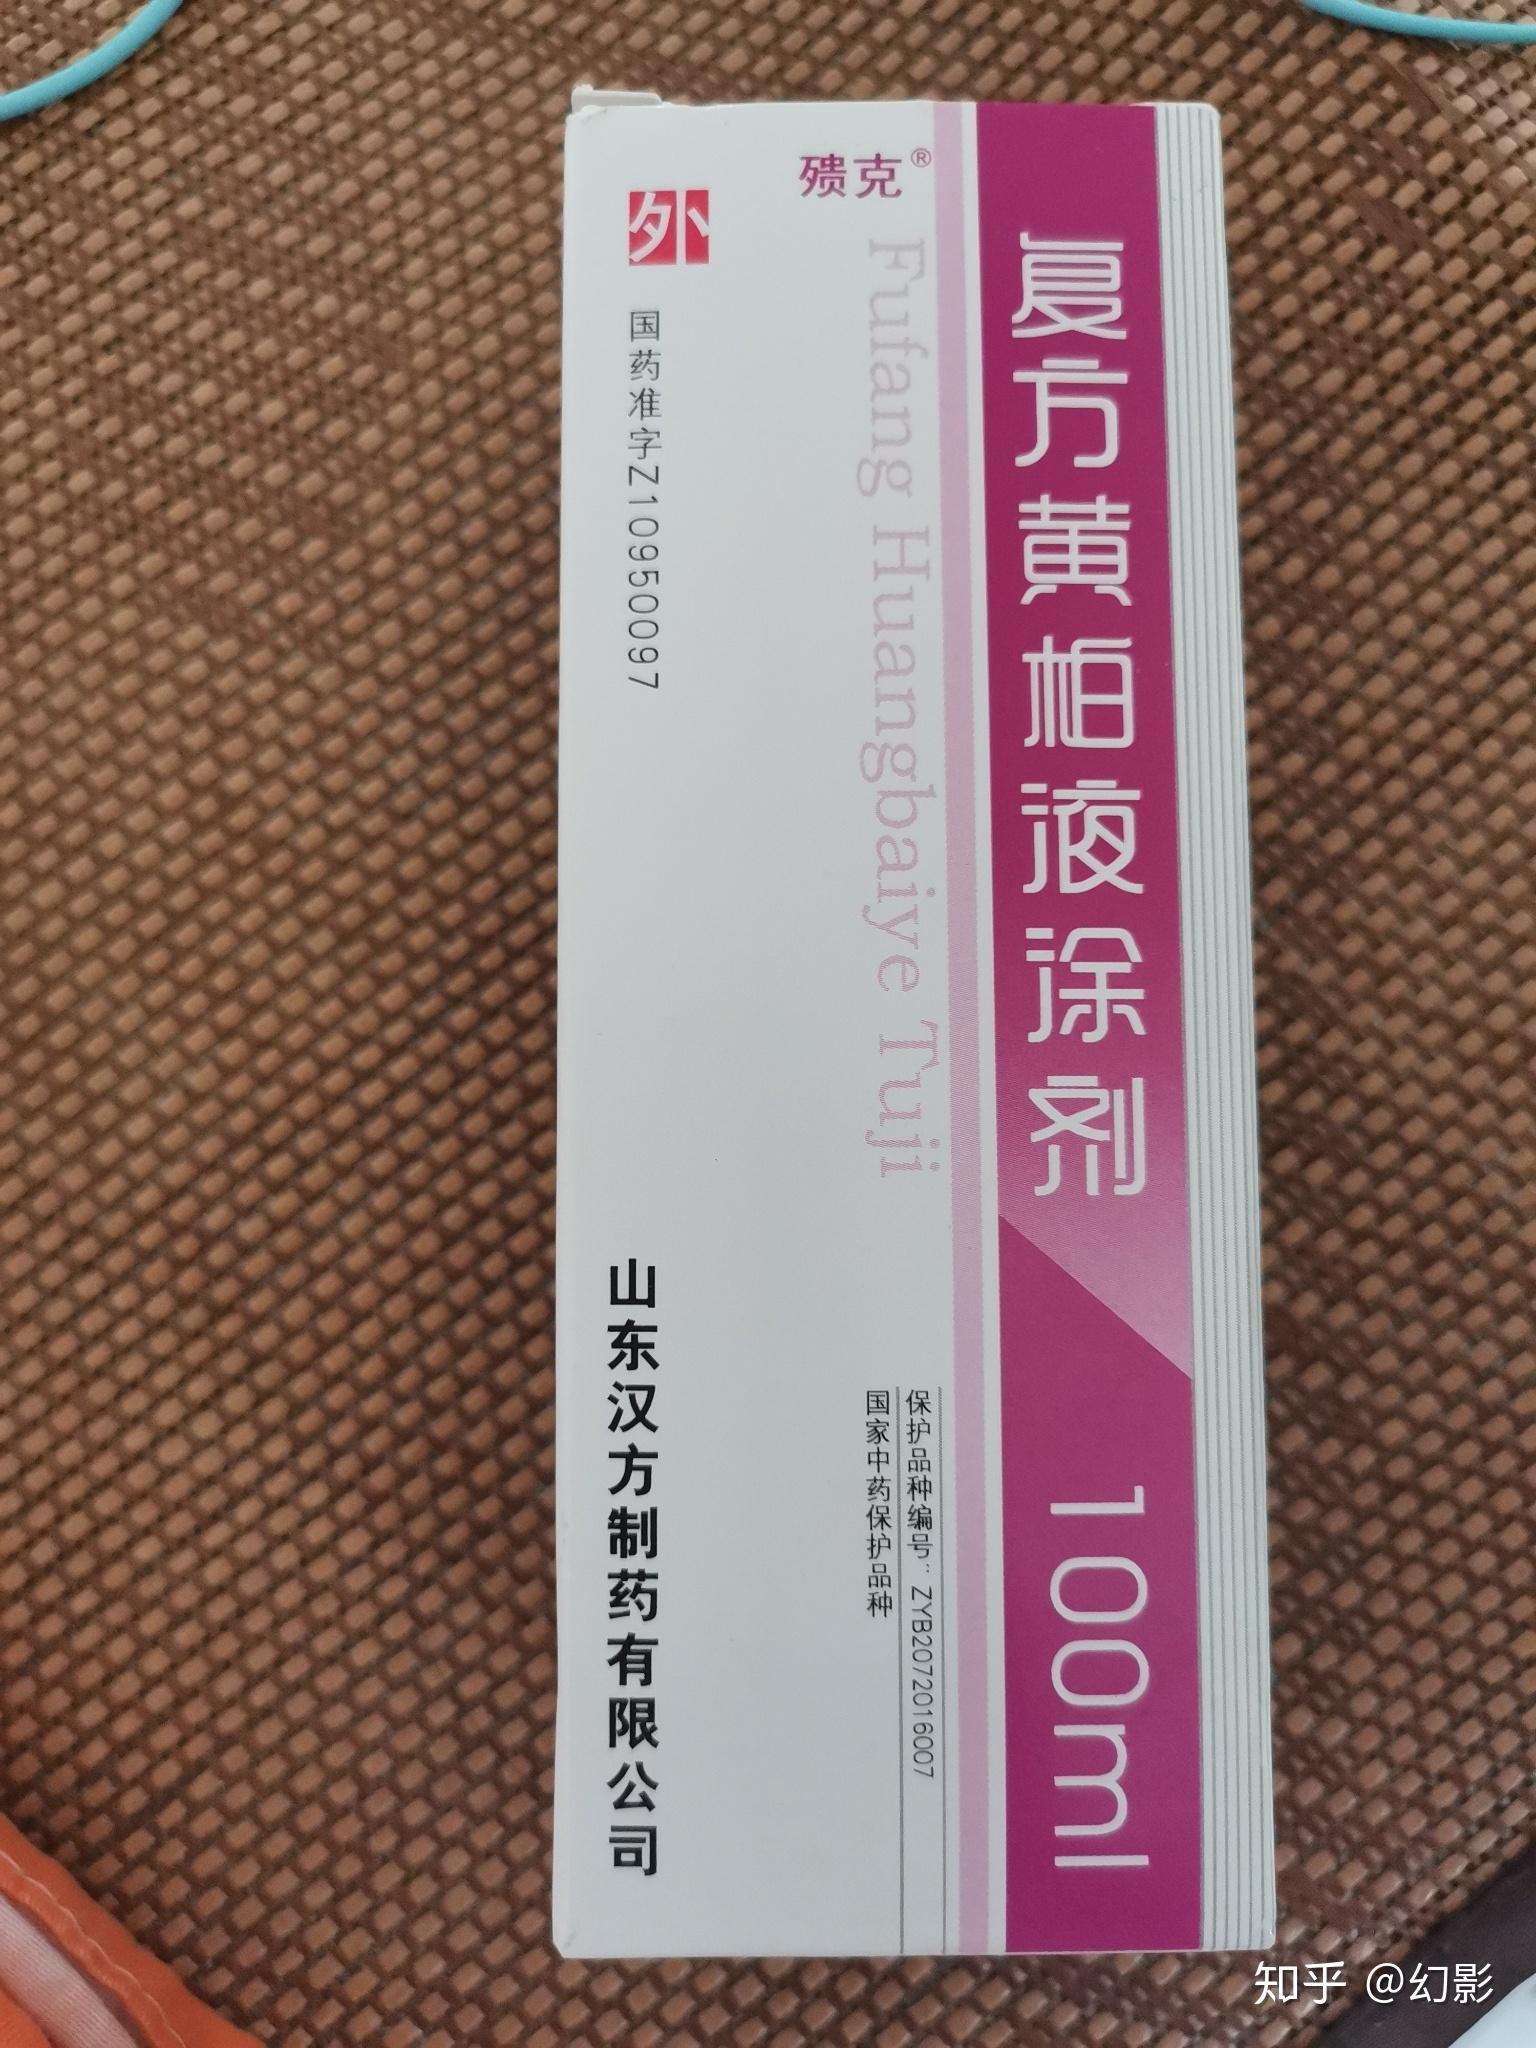 殨克®
复方黄柏液涂剂 100ml
Fufang Huangbaiye Tuji
保护品种编号：ZYB2072016007
国家中药保护品种
外
国药准字Z10950097
山东汉方制药有限公司
知乎 @幻影